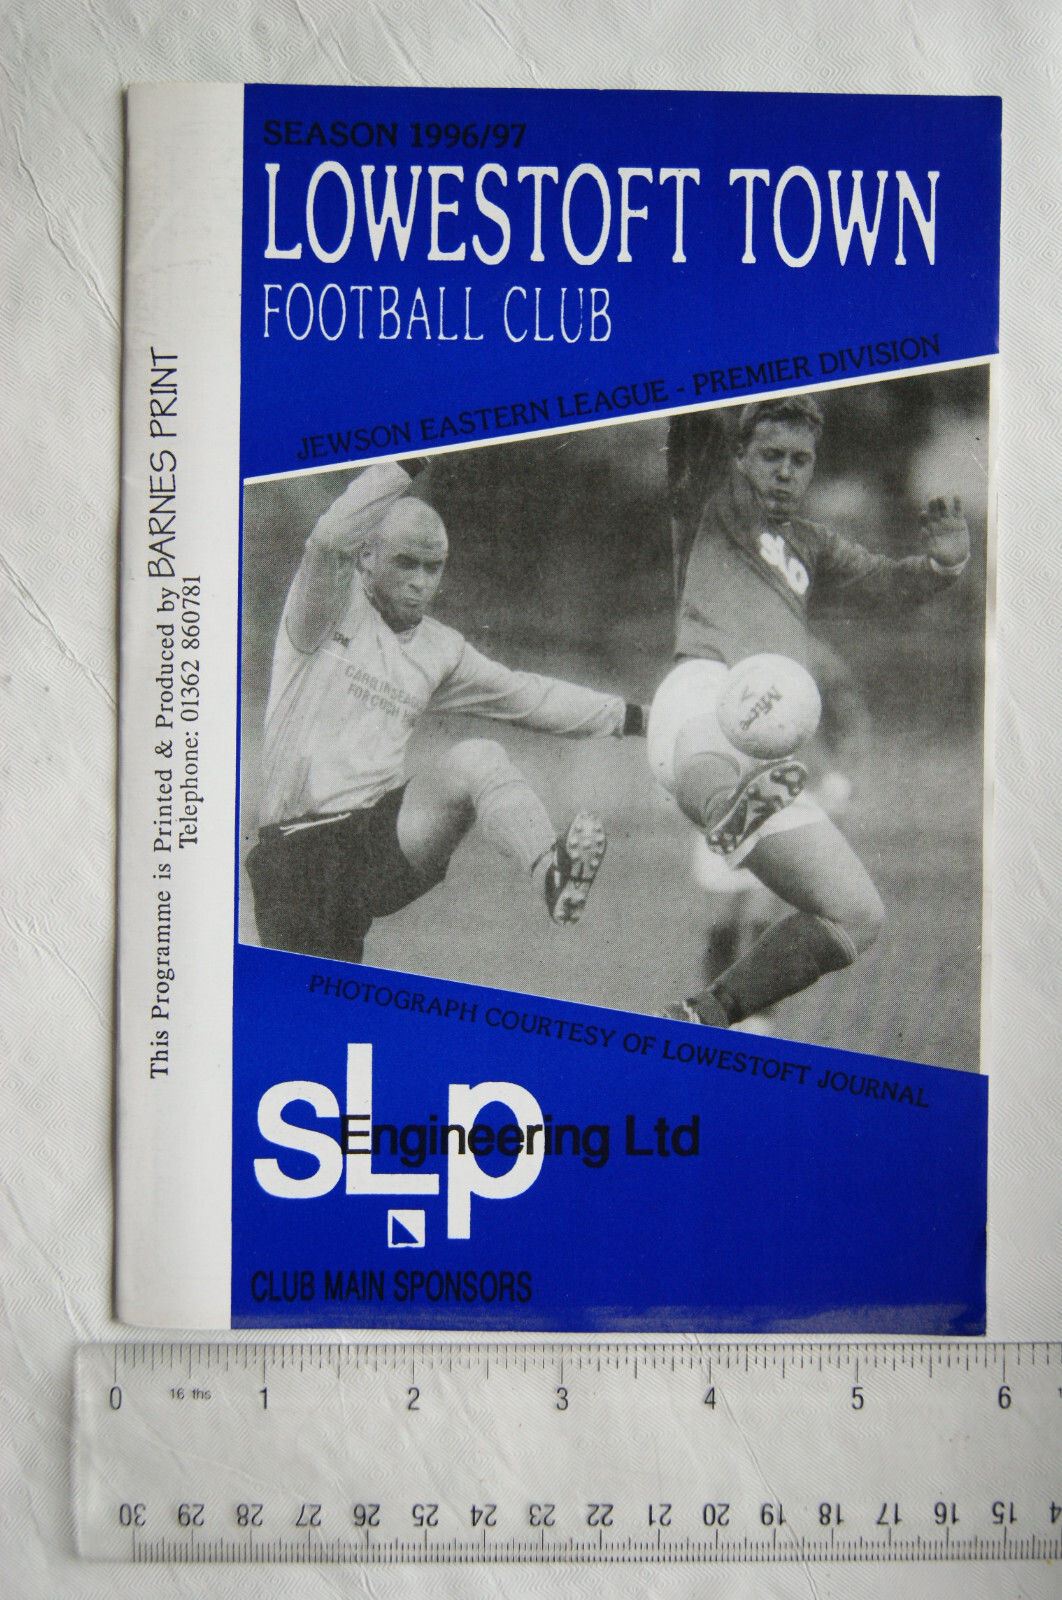 SEASON 1996/97
LOWESTOFT TOWN
FOOTBALL CLUB
JEWSON EASTERN LEAGUE - PREMIER DIVISION
This Programme is Printed & Produced by BARNES PRINT
Telephone: 01362 860781
Mitre
PHOTOGRAPH COURTESY OF LOWESTOFT JOURNAL
sLp
Engineering Ltd
CLUB MAIN SPONSORS
0 16 ths 1 2 3 4 5 6
30 29 28 27 26 25 24 23 22 21 20 19 18 17 16 15